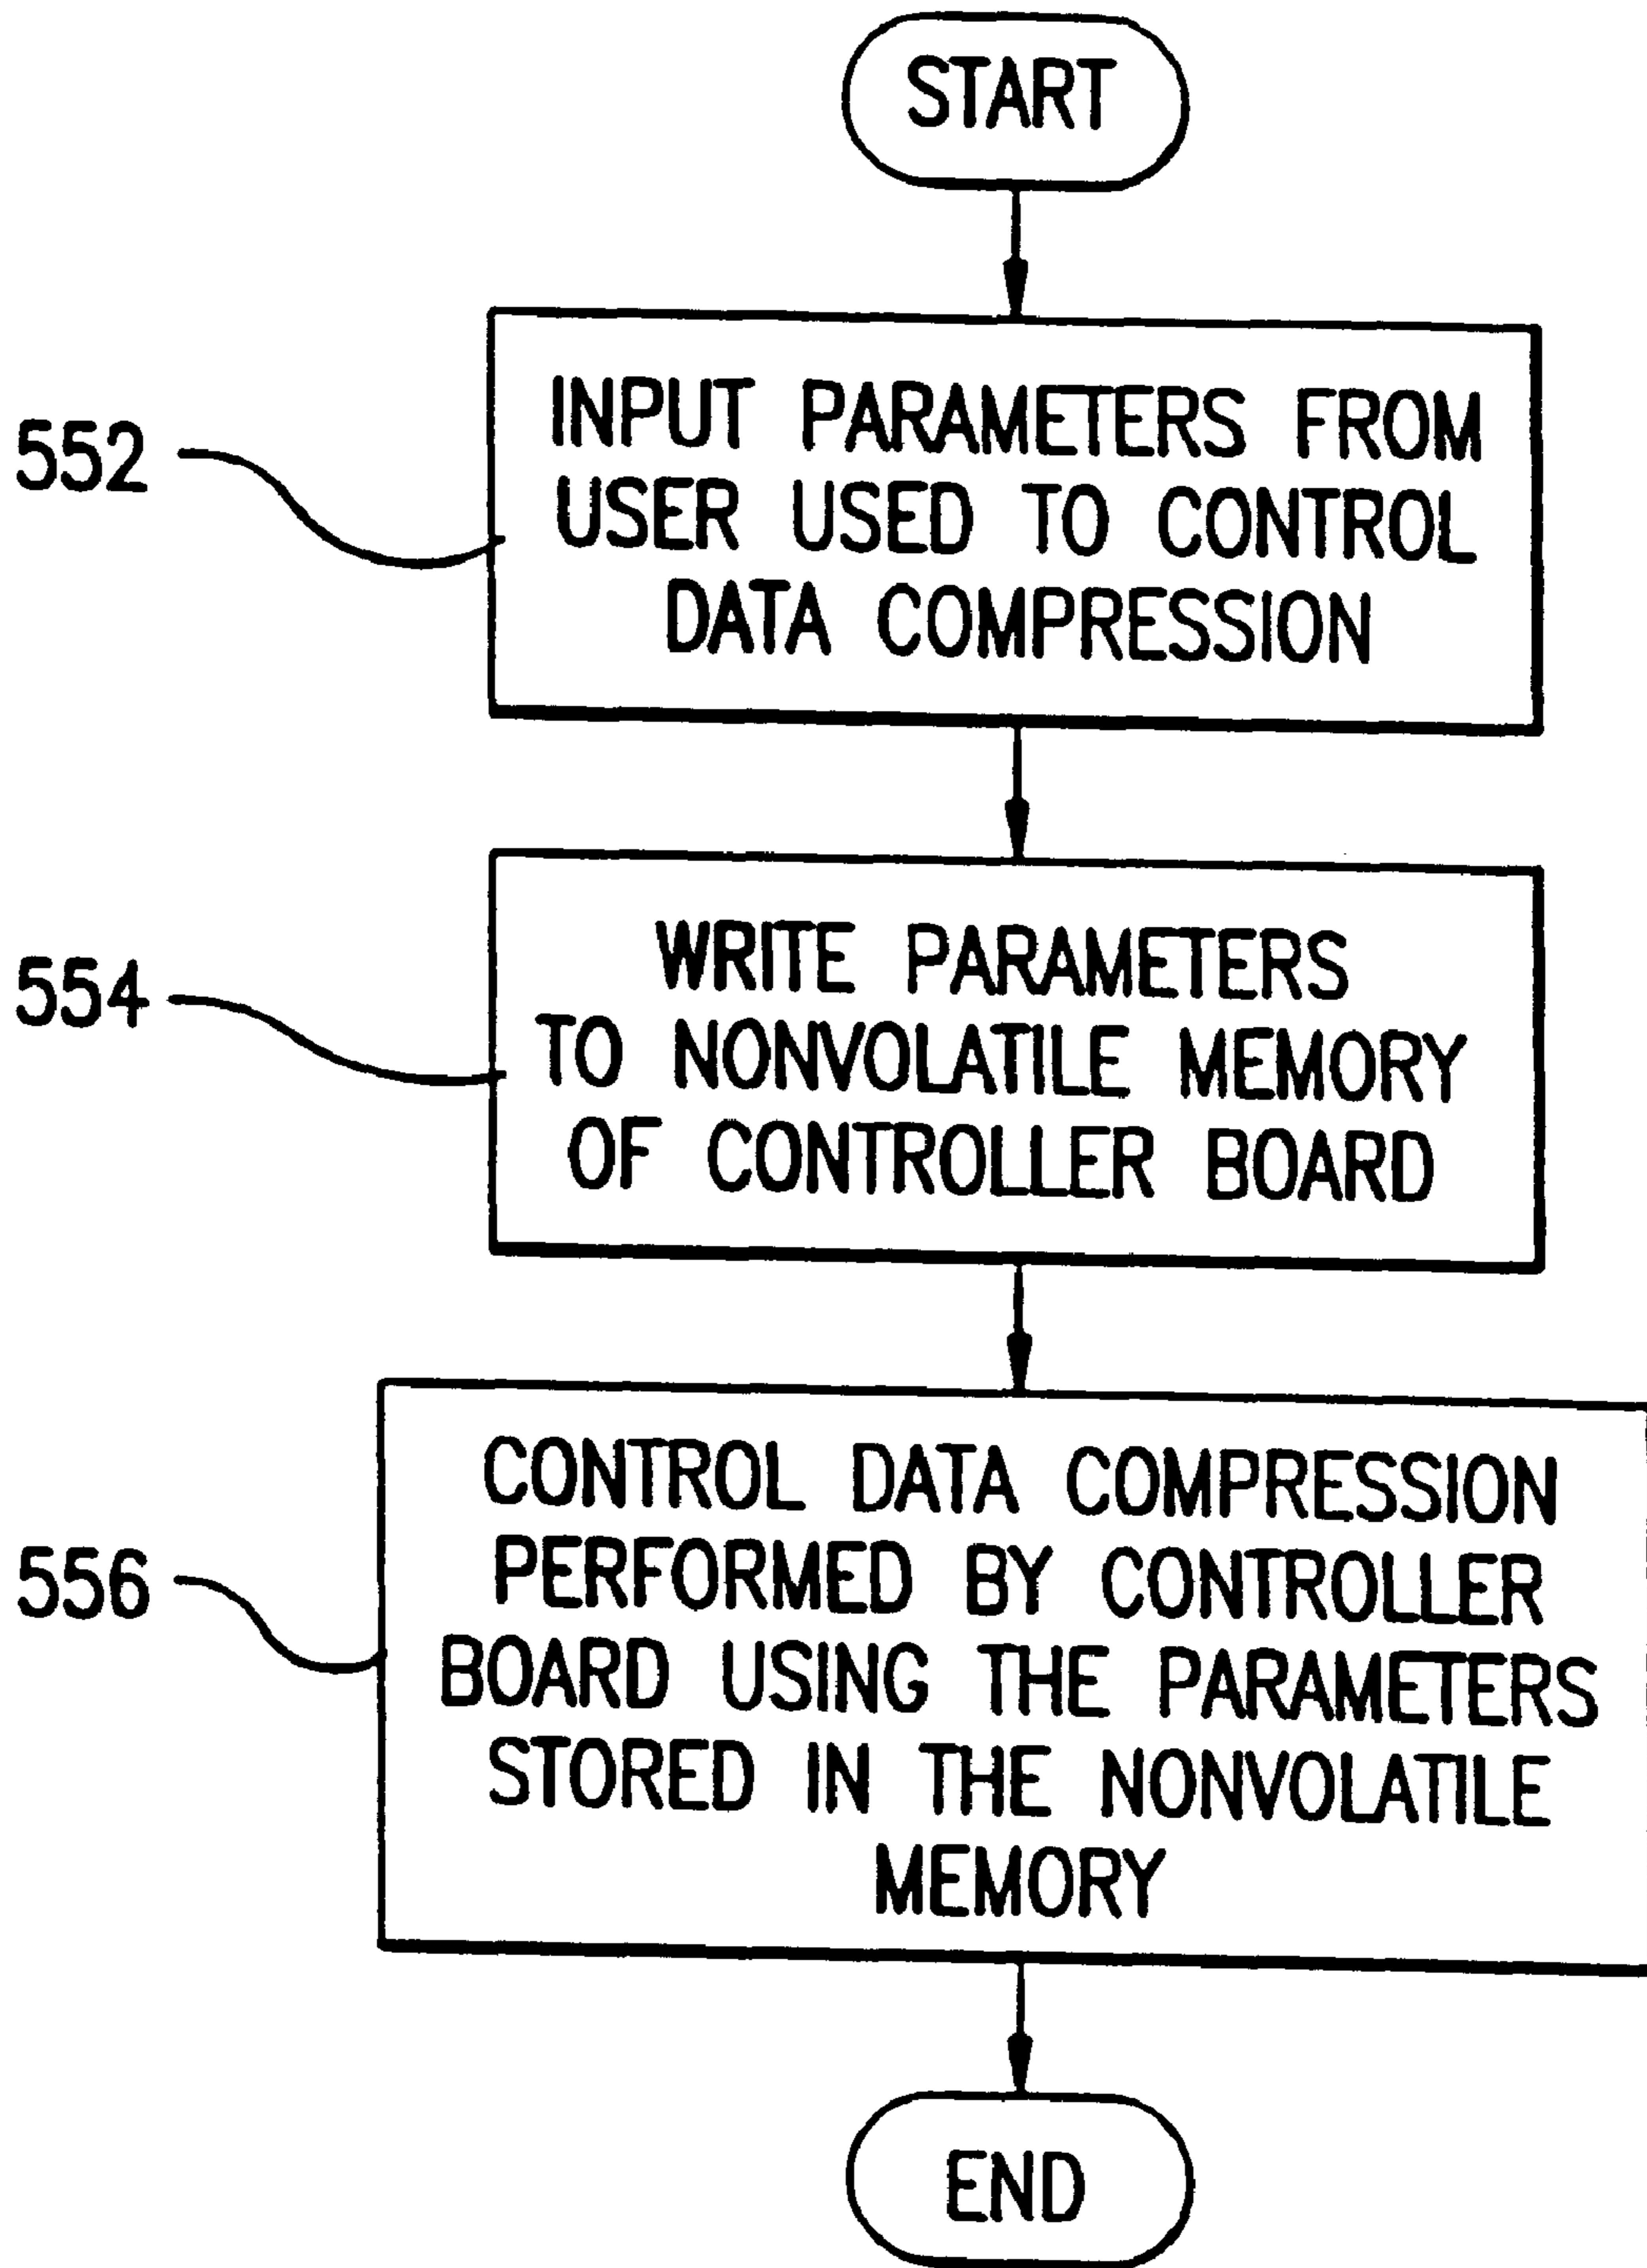 START
552
INPUT PARAMETERS FROM
USER USED TO CONTROL
DATA COMPRESSION
554
WRITE PARAMETERS
TO NONVOLATILE MEMORY
OF CONTROLLER BOARD
556
CONTROL DATA COMPRESSION
PERFORMED BY CONTROLLER
BOARD USING THE PARAMETERS
STORED IN THE NONVOLATILE
MEMORY
END